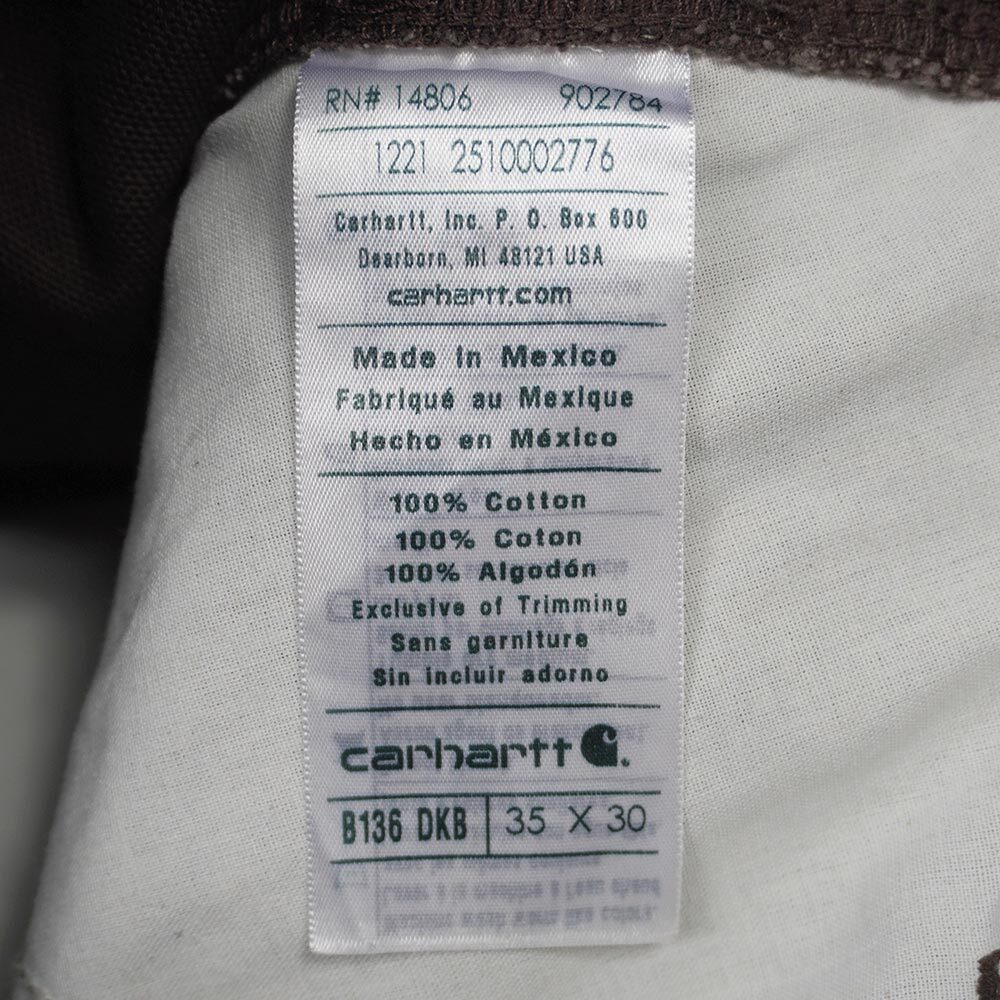 RN# 14806 902784
1221 2510002776
Carhartt, Inc. P. O. Box 600
Dearborn, MI 48121 USA
carhartt.com
Made in Mexico
Fabriqué au Mexique
Hecho en México
100% Cotton
100% Coton
100% Algodón
Exclusive of Trimming
Sans garniture
Sin incluir adorno
carhartt
B136 DKB 35 X 30